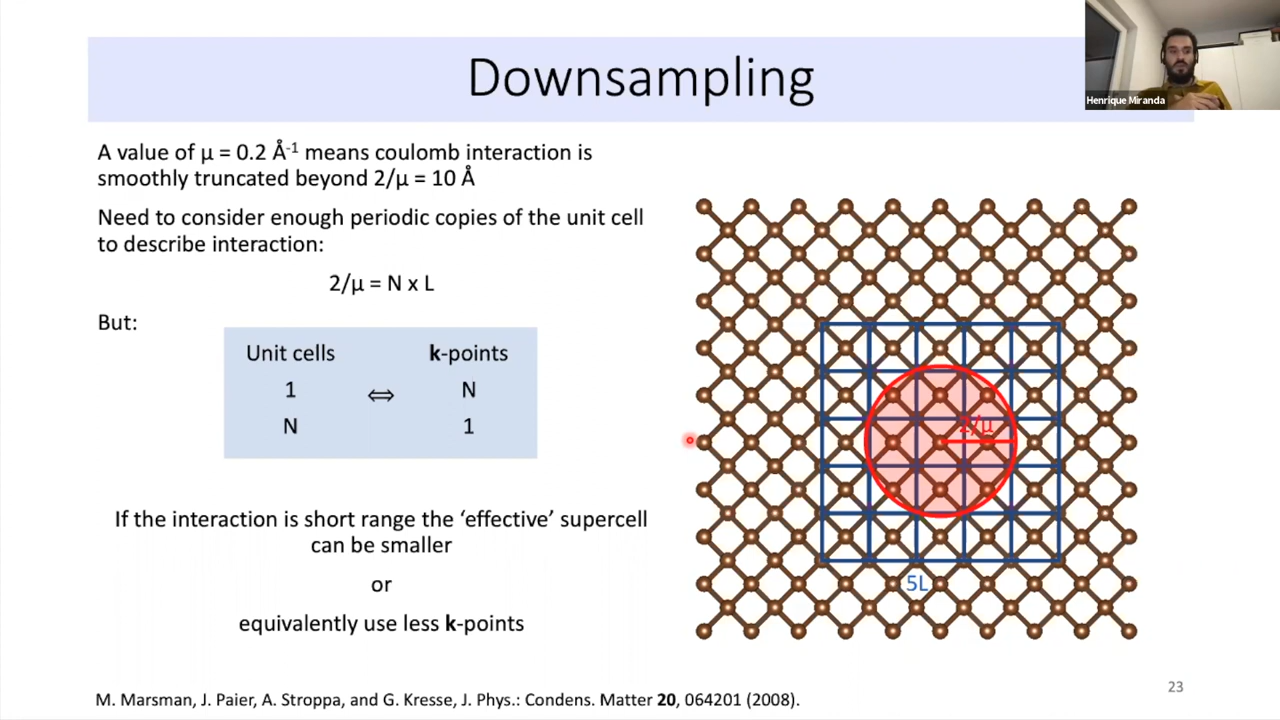 Downsampling
Henrique Miranda
A value of μ = 0.2 Å⁻¹ means coulomb interaction is
smoothly truncated beyond 2/μ = 10 Å
Need to consider enough periodic copies of the unit cell
to describe interaction:
2/μ = N x L
But:
Unit cells k-points
1 ⇔ N
N 1
If the interaction is short range the ‘effective’ supercell
can be smaller
or
equivalently use less k-points
2/μ
5L
M. Marsman, J. Paier, A. Stroppa, and G. Kresse, J. Phys.: Condens. Matter 20, 064201 (2008).
23